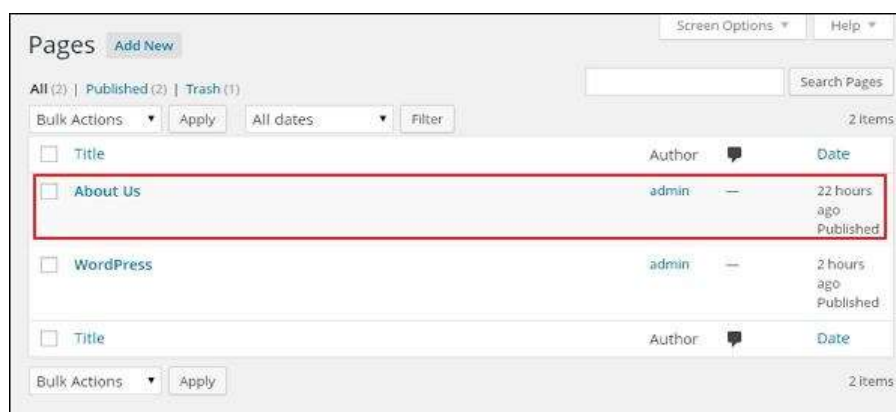 Screen Options Help
Pages Add New
All (2) | Published (2) | Trash (1)
Search Pages
Bulk Actions Apply All dates Filter 2 items
Title Author Date
About Us admin — 22 hours
ago
Published
WordPress admin — 2 hours
ago
Published
Title Author Date
Bulk Actions Apply 2 items